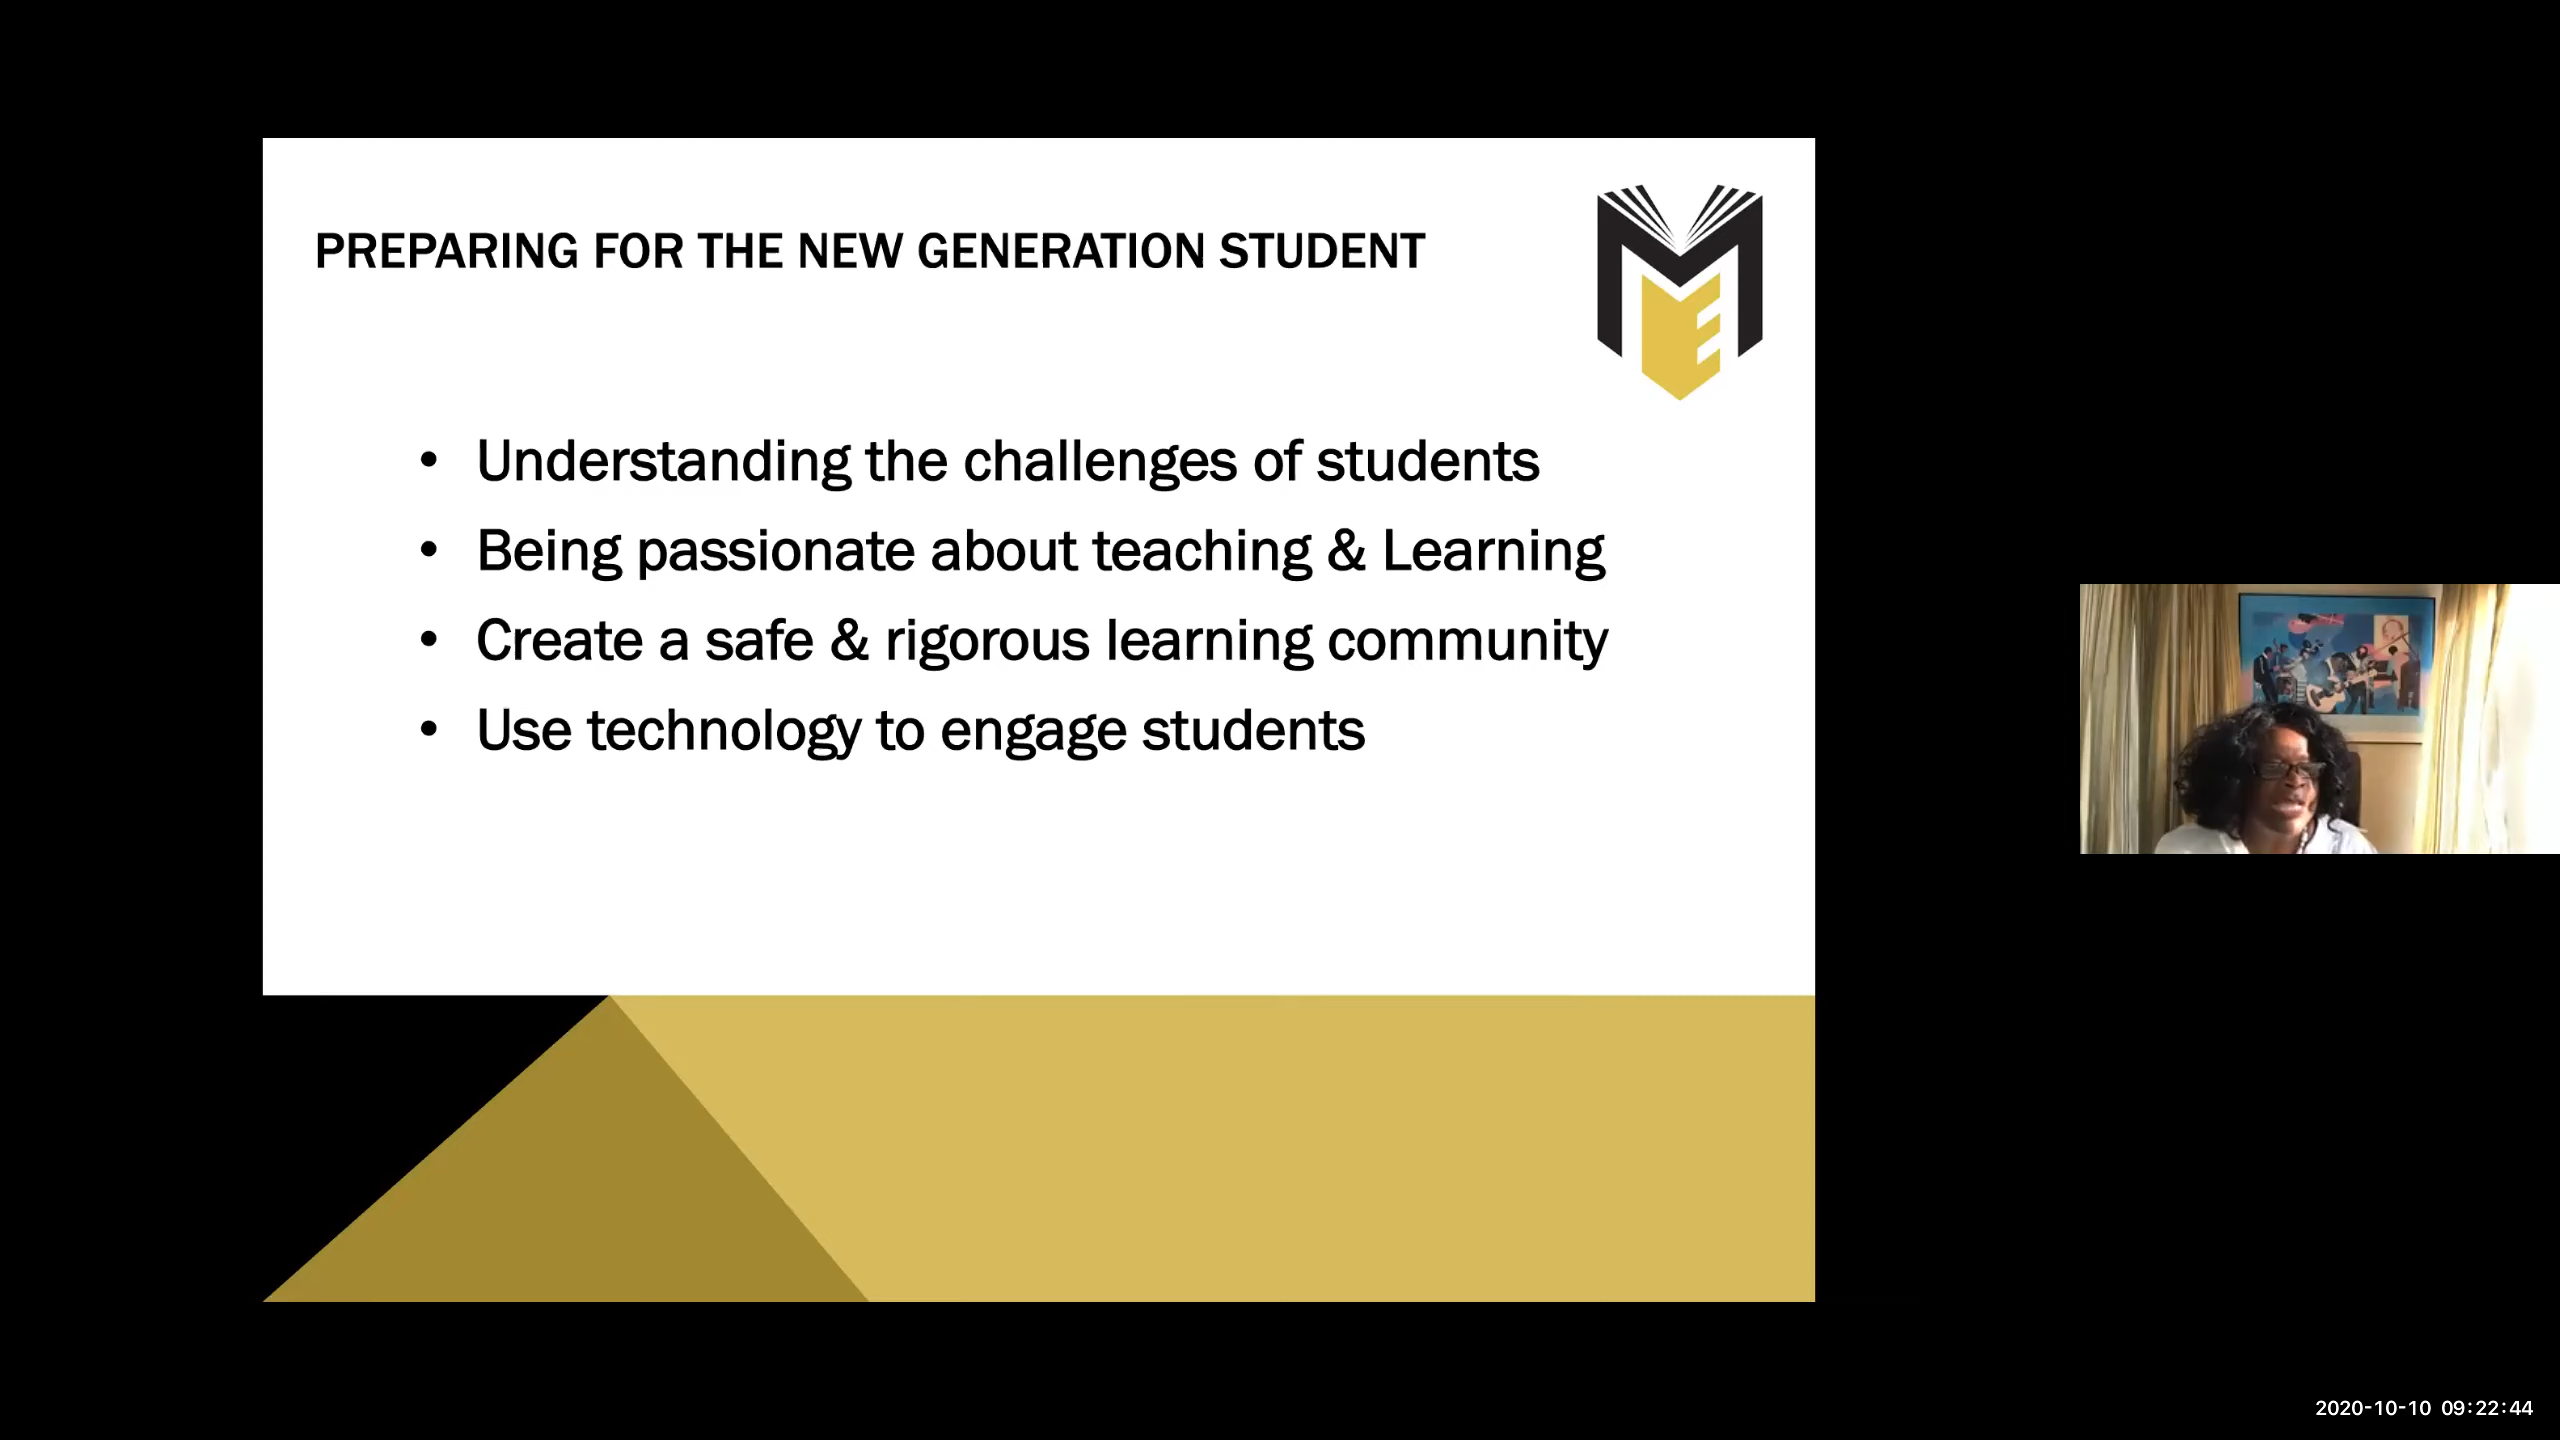 PREPARING FOR THE NEW GENERATION STUDENT
ME
• Understanding the challenges of students
• Being passionate about teaching & Learning
• Create a safe & rigorous learning community
• Use technology to engage students
2020-10-10 09:22:44